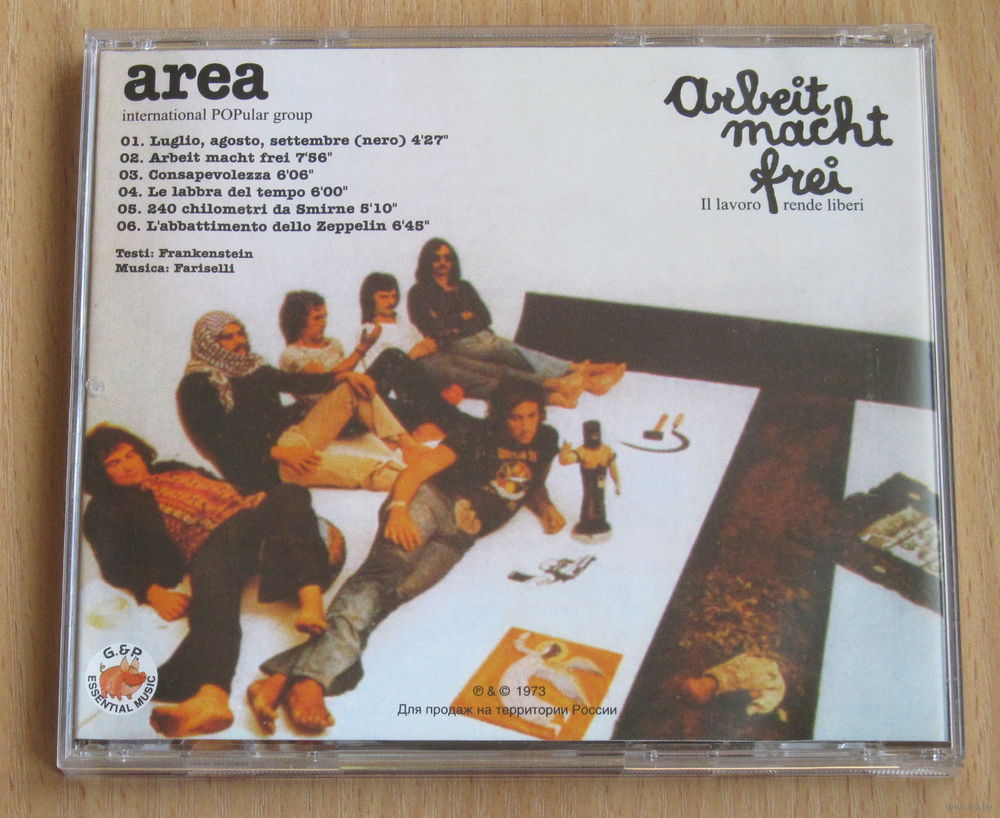 area
international POPular group
01. Luglio, agosto, settembre (nero) 4'27"
02. Arbeit macht frei 7'56"
03. Consapevolezza 6'06"
04. Le labbra del tempo 6'00"
05. 240 chilometri da Smirne 5'10"
06. L'abbattimento dello Zeppelin 6'45"
Testi: Frankenstein
Musica: Fariselli
Arbeit
macht
frei
Il lavoro rende liberi
G.&P.
ESSENTIAL MUSIC
℗ & © 1973
Для продаж на территории России